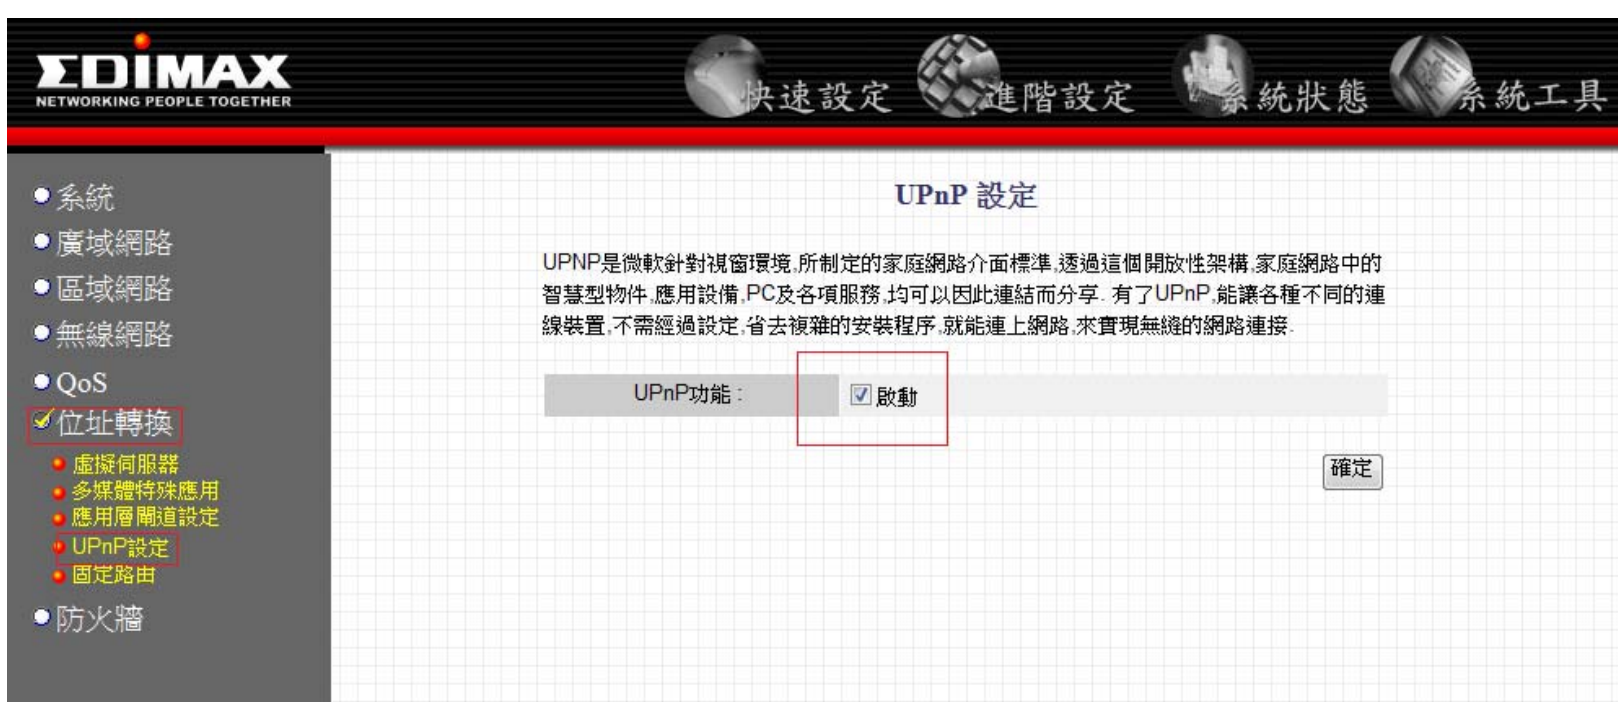 EDIMAX
NETWORKING PEOPLE TOGETHER
快速設定
進階設定
系統狀態
系統工具
系統
廣域網路
區域網路
無線網路
QoS
位址轉換
虛擬伺服器
多媒體特殊應用
應用層閘道設定
UPnP設定
固定路由
防火牆
UPnP 設定
UPNP是微軟針對視窗環境,所制定的家庭網路介面標準,透過這個開放性架構,家庭網路中的
智慧型物件,應用設備,PC及各項服務,均可以因此連結而分享. 有了UPnP,能讓各種不同的連
線裝置,不需經過設定,省去複雜的安裝程序,就能連上網路,來實現無縫的網路連接.
UPnP功能 :
啟動
確定